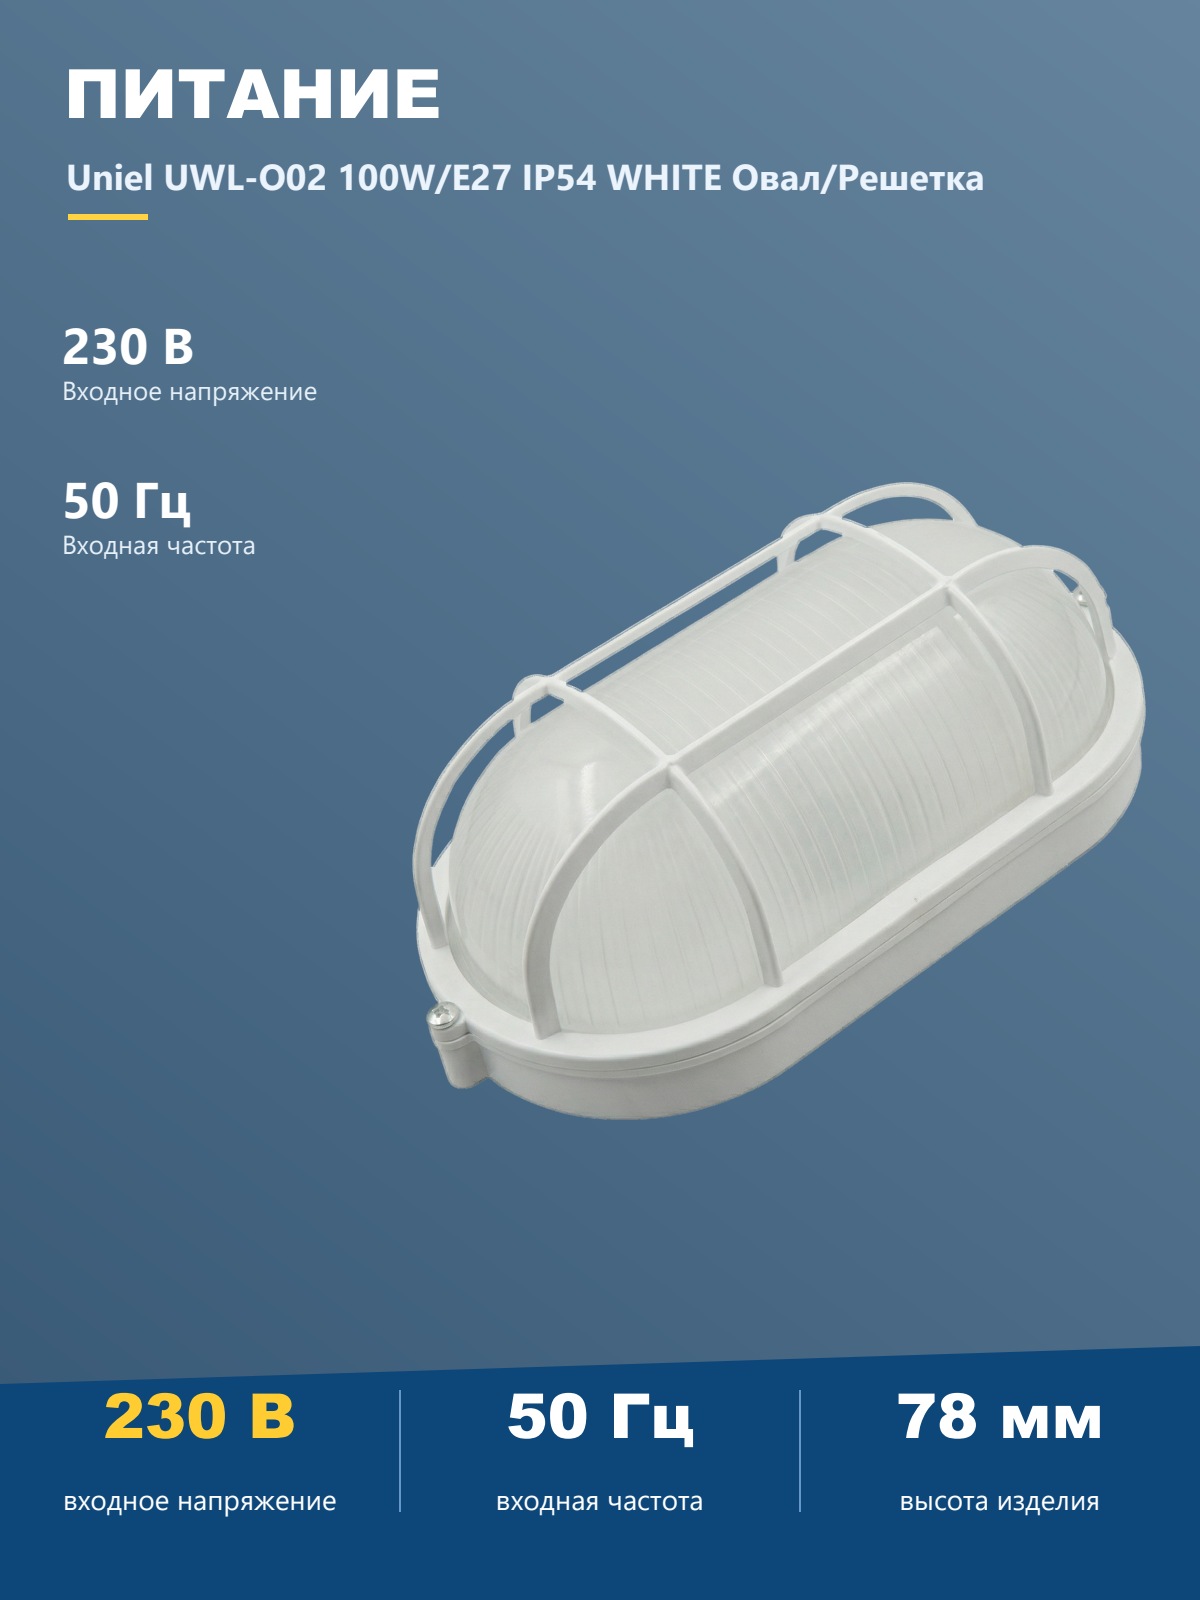 ПИТАНИЕ
Uniel UWL-O02 100W/E27 IP54 WHITE Овал/Решетка
230 В
Входное напряжение
50 Гц
Входная частота
230 В
50 Гц
78 мм
входное напряжение
входная частота
высота изделия